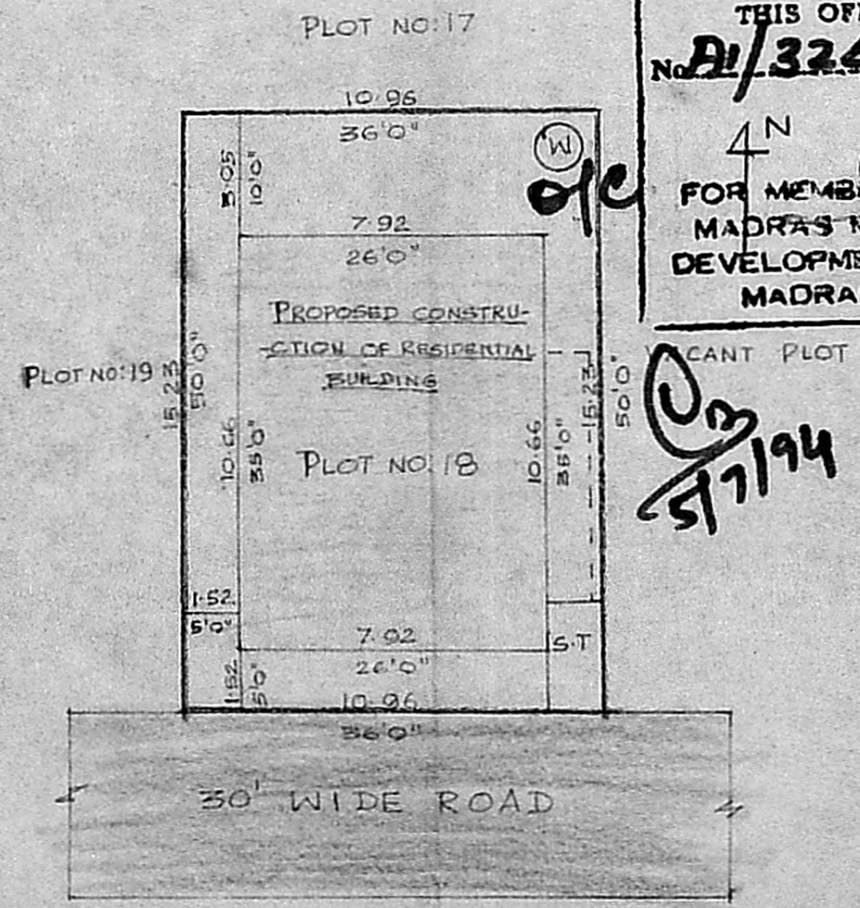 PLOT NO:17
THIS OF
No A1/324
10.96
36'0"
N
W
3.05
10'0"
O/C
FOR MEMB
MADRAS M
DEVELOPME
MADRA
7.92
26'0"
PROPOSED CONSTRU-
-CTION OF RESIDENTIAL
BUILDING
PLOT NO:19
15.23
50'0"
15.23
50'0"
VACANT PLOT
10.66
35'0"
PLOT NO:18
10.66
35'0"
5/7/94
1.52
5'0"
7.92
26'0"
S.T
1.52
5'0"
10.96
36'0"
30' WIDE ROAD